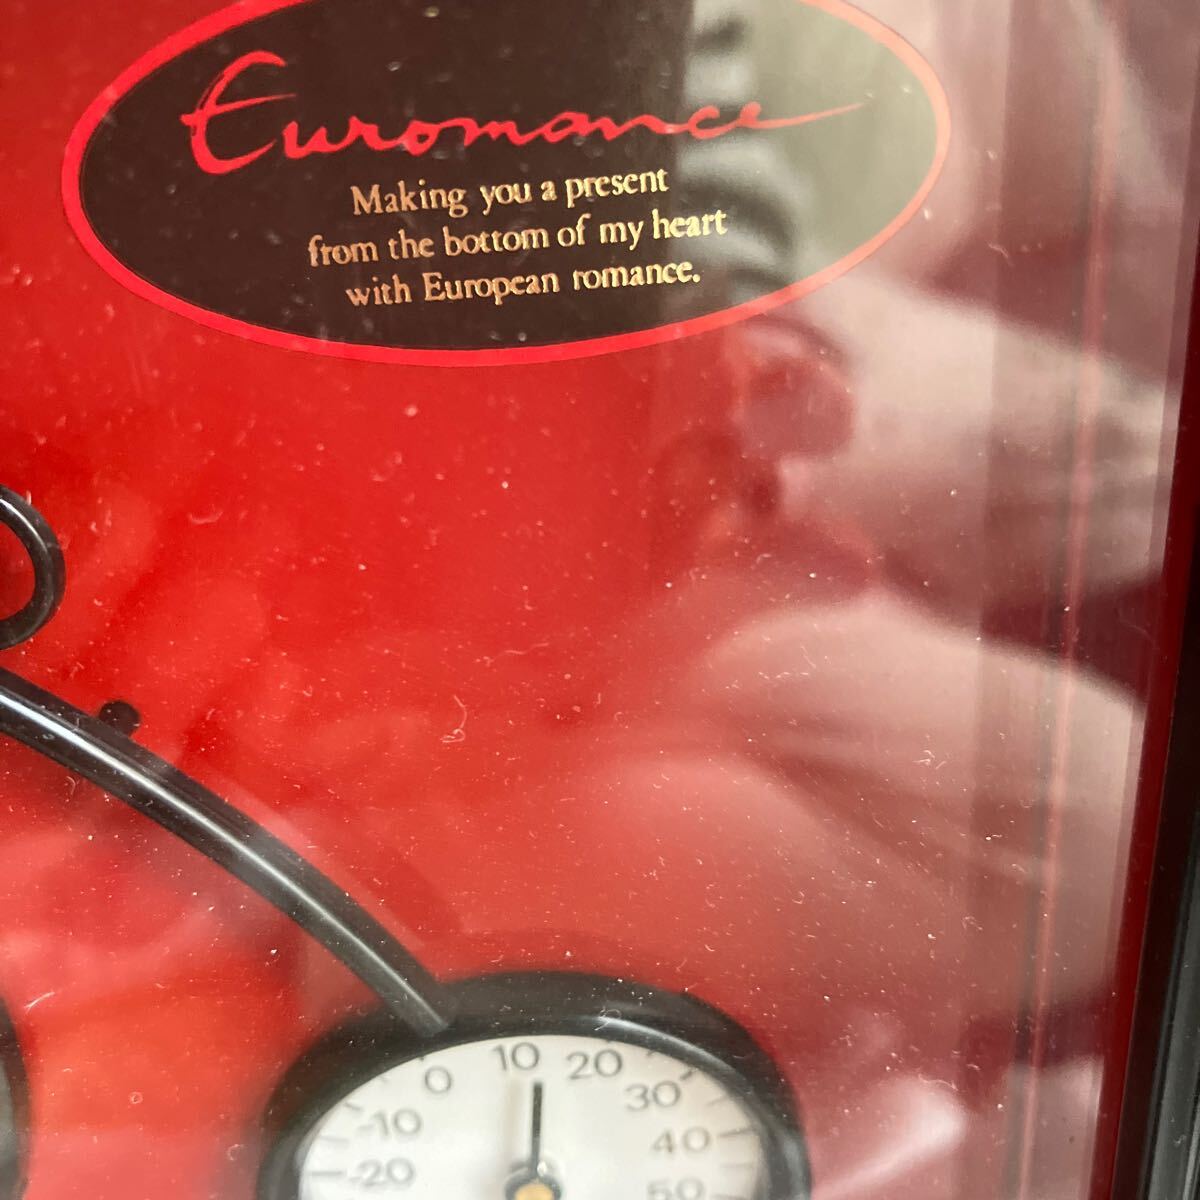 Euromance
Making you a present
from the bottom of my heart
with European romance.
10
0
20
-10
30
-20
40
50